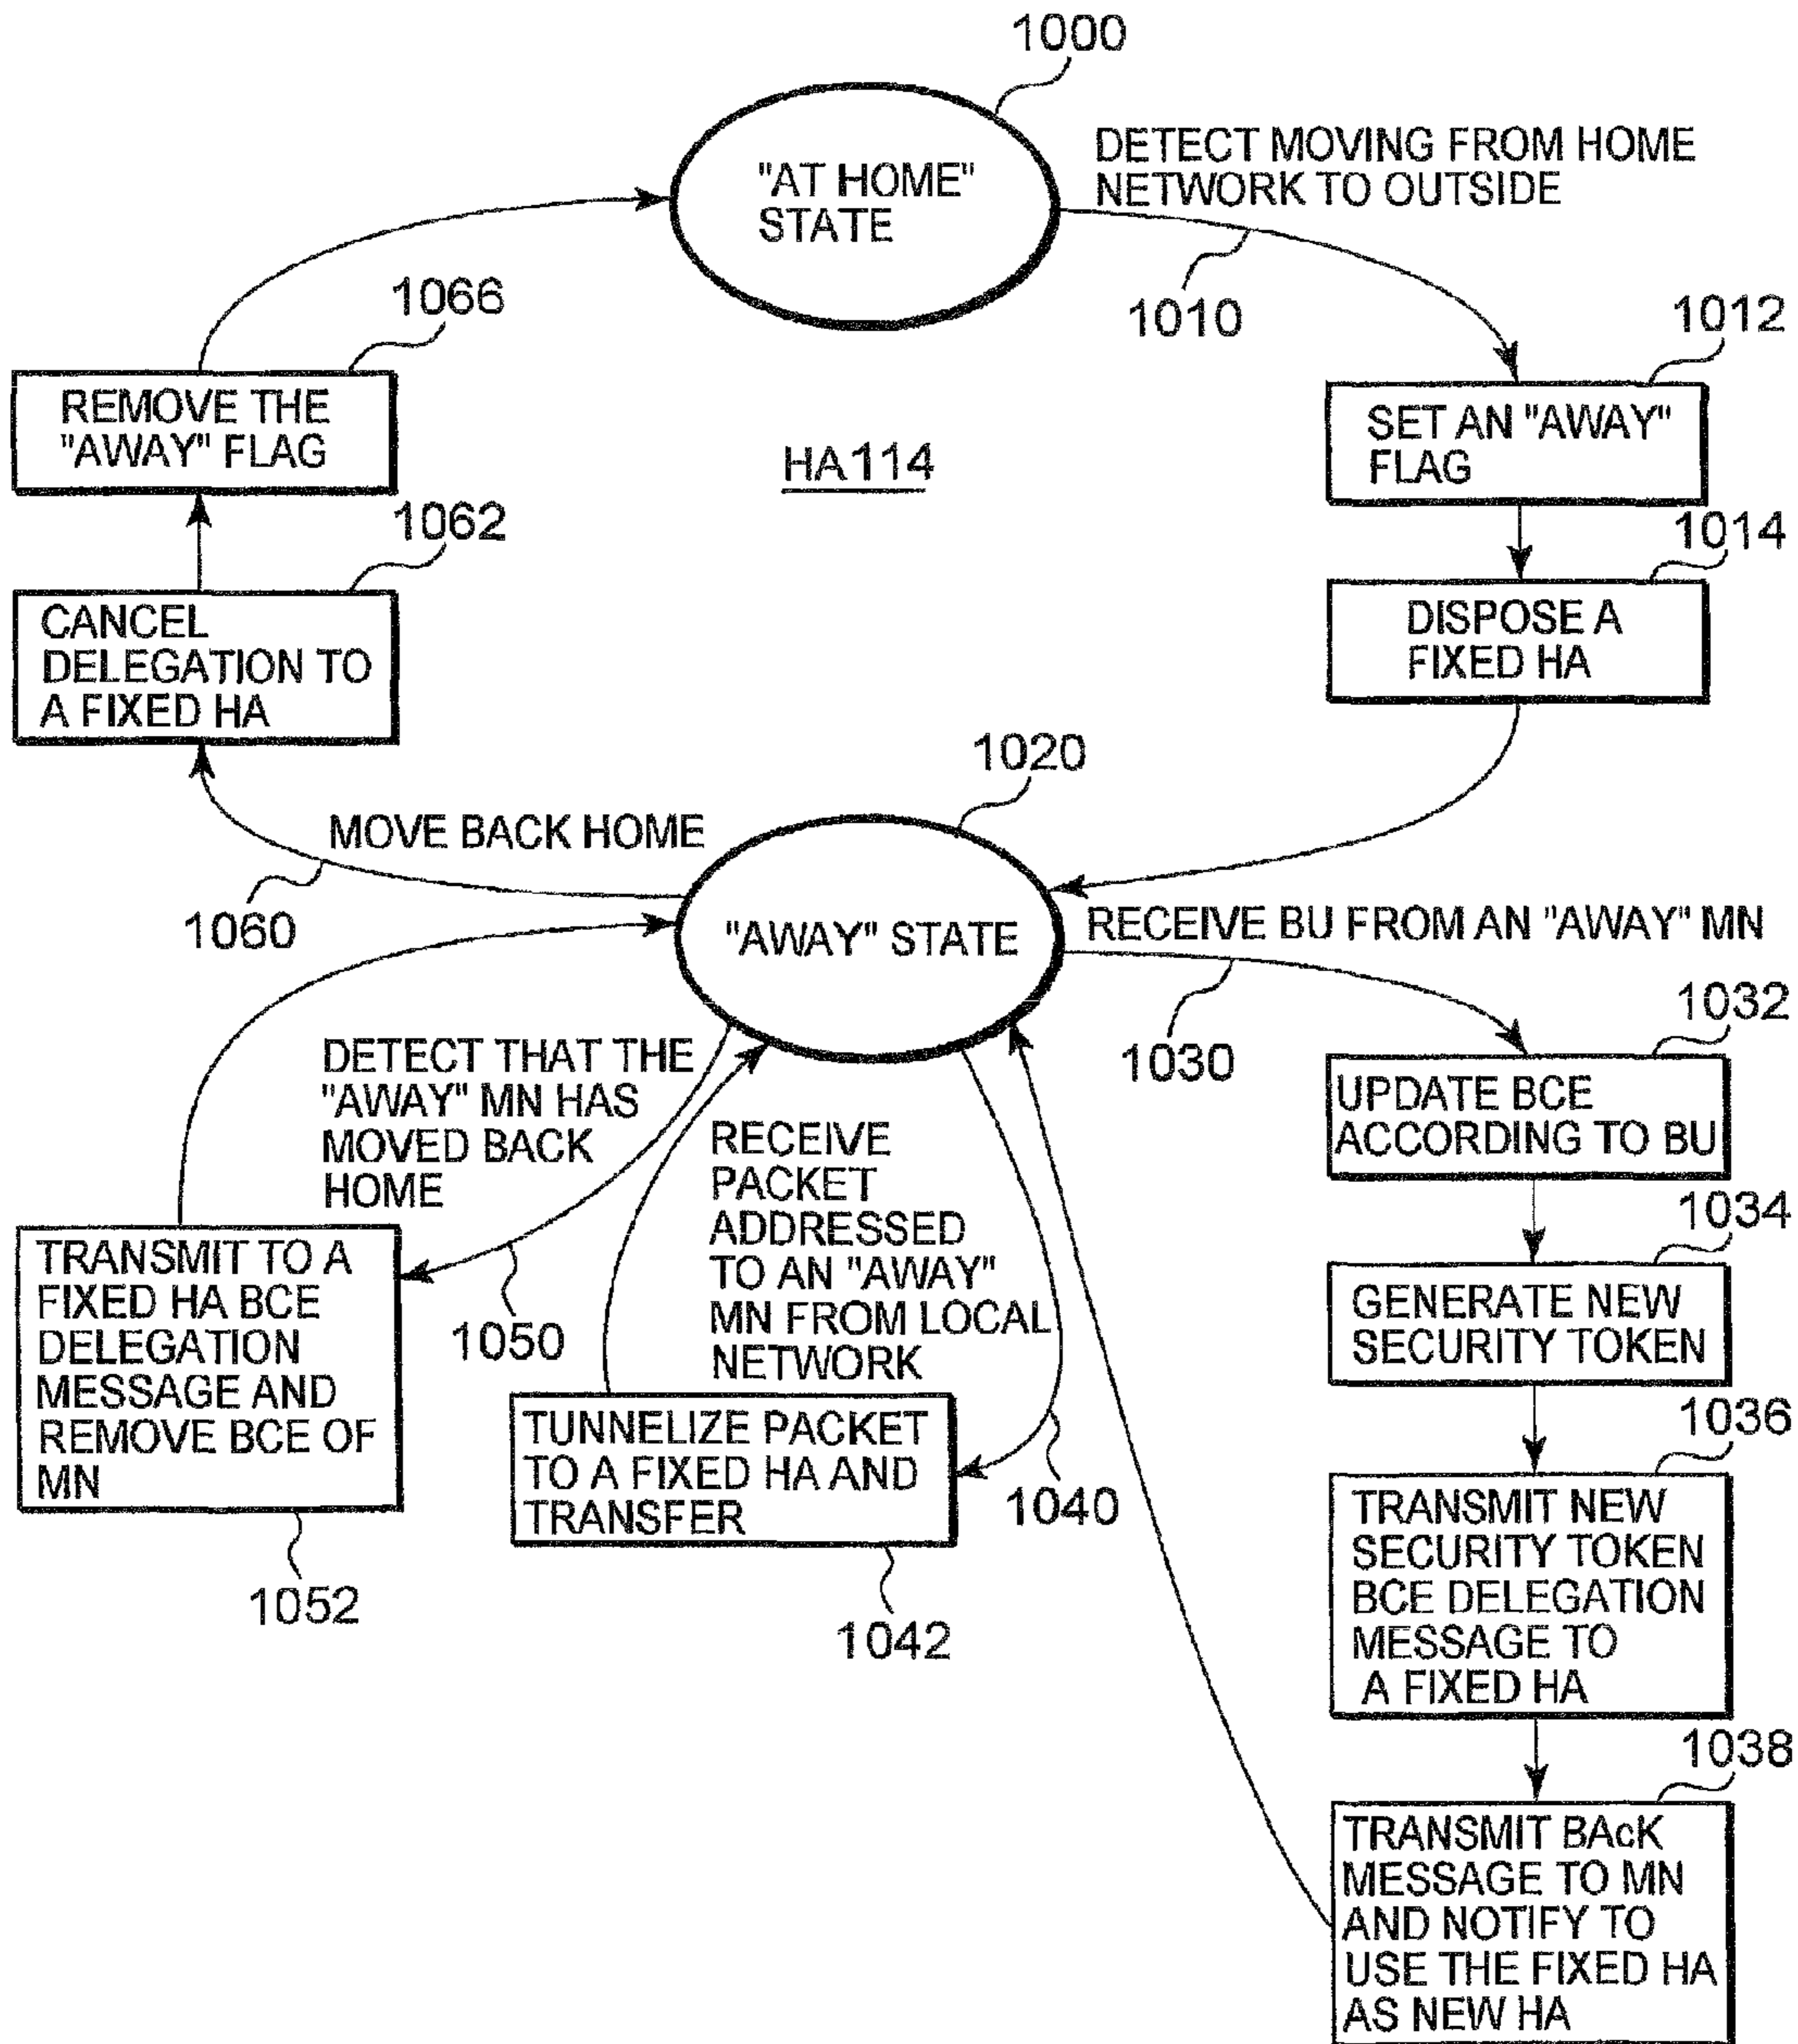 1000
"AT HOME"
STATE
DETECT MOVING FROM HOME
NETWORK TO OUTSIDE
1010
1066
REMOVE THE
"AWAY" FLAG
HA114
1012
SET AN "AWAY"
FLAG
1062
CANCEL
DELEGATION TO
A FIXED HA
1014
DISPOSE A
FIXED HA
1020
MOVE BACK HOME
1060
"AWAY" STATE
RECEIVE BU FROM AN "AWAY" MN
1030
1032
UPDATE BCE
ACCORDING TO BU
DETECT THAT THE
"AWAY" MN HAS
MOVED BACK
HOME
RECEIVE
PACKET
ADDRESSED
TO AN "AWAY"
MN FROM LOCAL
NETWORK
1034
GENERATE NEW
SECURITY TOKEN
TRANSMIT TO A
FIXED HA BCE
DELEGATION
MESSAGE AND
REMOVE BCE OF
MN
1050
1052
TUNNELIZE PACKET
TO A FIXED HA AND
TRANSFER
1040
1042
1036
TRANSMIT NEW
SECURITY TOKEN
BCE DELEGATION
MESSAGE TO
A FIXED HA
1038
TRANSMIT BAcK
MESSAGE TO MN
AND NOTIFY TO
USE THE FIXED HA
AS NEW HA